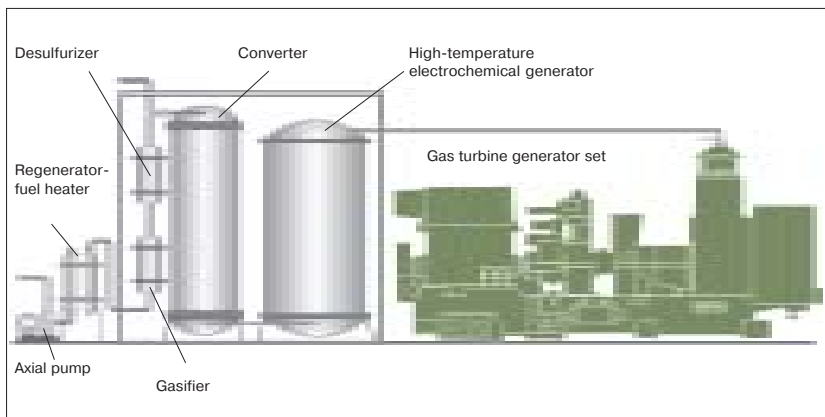 Desulfurizer
Converter
High-temperature
electrochemical generator
Gas turbine generator set
Regenerator-
fuel heater
Axial pump
Gasifier